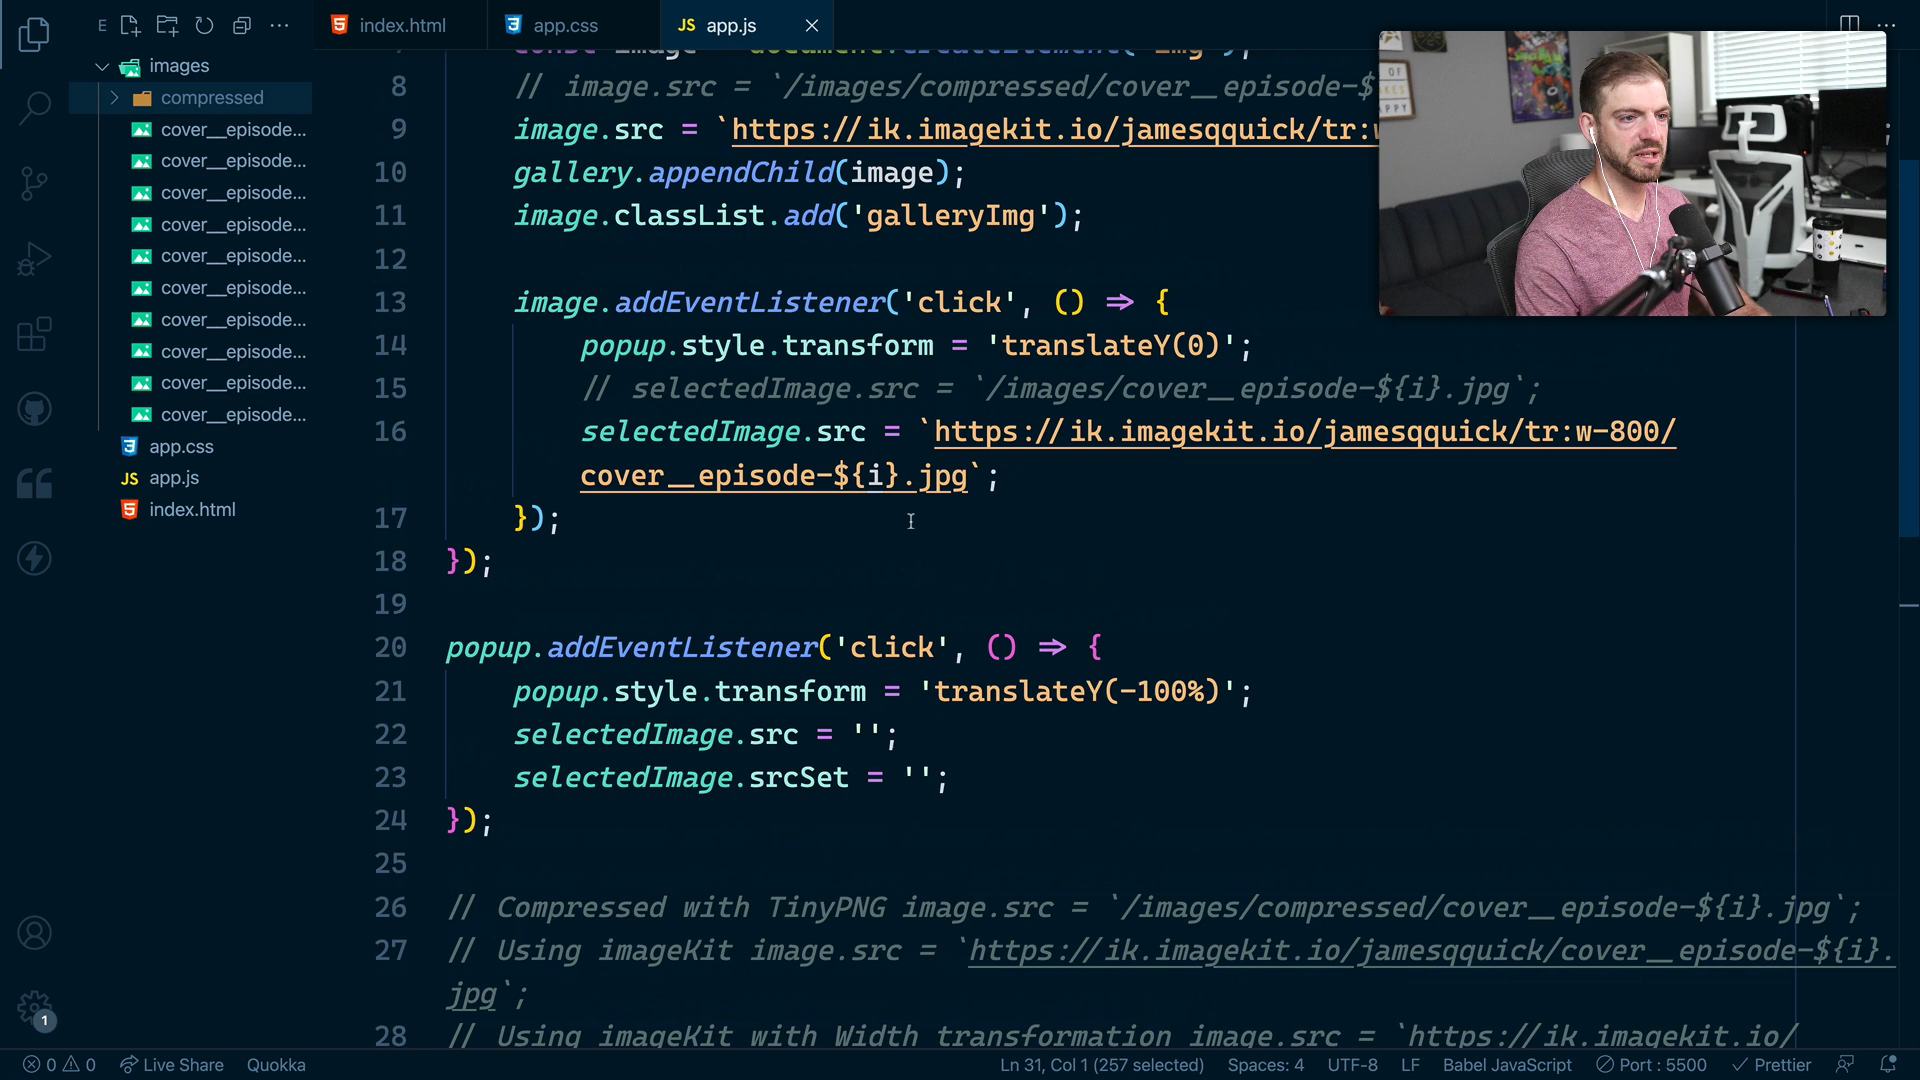 E
index.html
app.css
JS app.js
images
compressed
cover__episode...
cover__episode...
cover__episode...
cover__episode...
cover__episode...
cover__episode...
cover__episode...
cover__episode...
cover__episode...
cover__episode...
app.css
JS app.js
index.html
8 // image.src = `/images/compressed/cover__episode-$
9 image.src = `https://ik.imagekit.io/jamesqquick/tr:w
10 gallery.appendChild(image);
11 image.classList.add('galleryImg');
12
13 image.addEventListener('click', () => {
14 popup.style.transform = 'translateY(0)';
15 // selectedImage.src = `/images/cover__episode-${i}.jpg`;
16 selectedImage.src = `https://ik.imagekit.io/jamesqquick/tr:w-800/
cover__episode-${i}.jpg`;
17 });
18 });
19
20 popup.addEventListener('click', () => {
21 popup.style.transform = 'translateY(-100%)';
22 selectedImage.src = '';
23 selectedImage.srcSet = '';
24 });
25
26 // Compressed with TinyPNG image.src = `/images/compressed/cover__episode-${i}.jpg`;
27 // Using imageKit image.src = `https://ik.imagekit.io/jamesqquick/cover__episode-${i}.
jpg`;
28 // Using imageKit with Width transformation image.src = `https://ik.imagekit.io/
1
0 0 Live Share Quokka Ln 31, Col 1 (257 selected) Spaces: 4 UTF-8 LF Babel JavaScript Port : 5500 Prettier